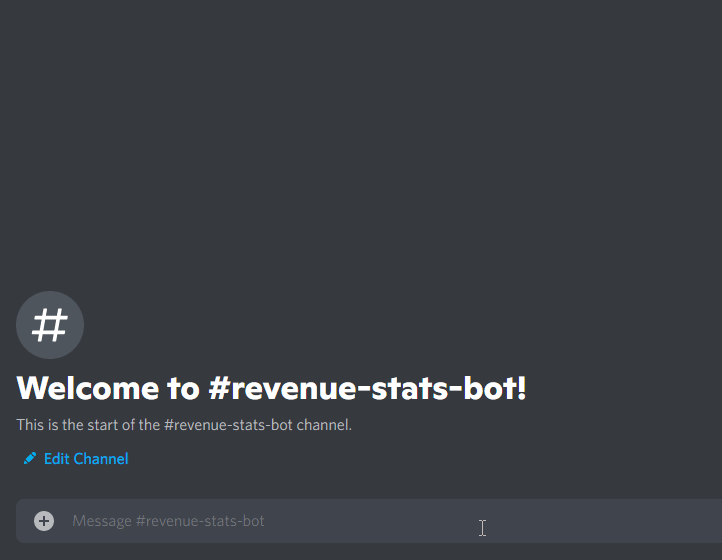 #
Welcome to #revenue-stats-bot!
This is the start of the #revenue-stats-bot channel.
Edit Channel
Message #revenue-stats-bot